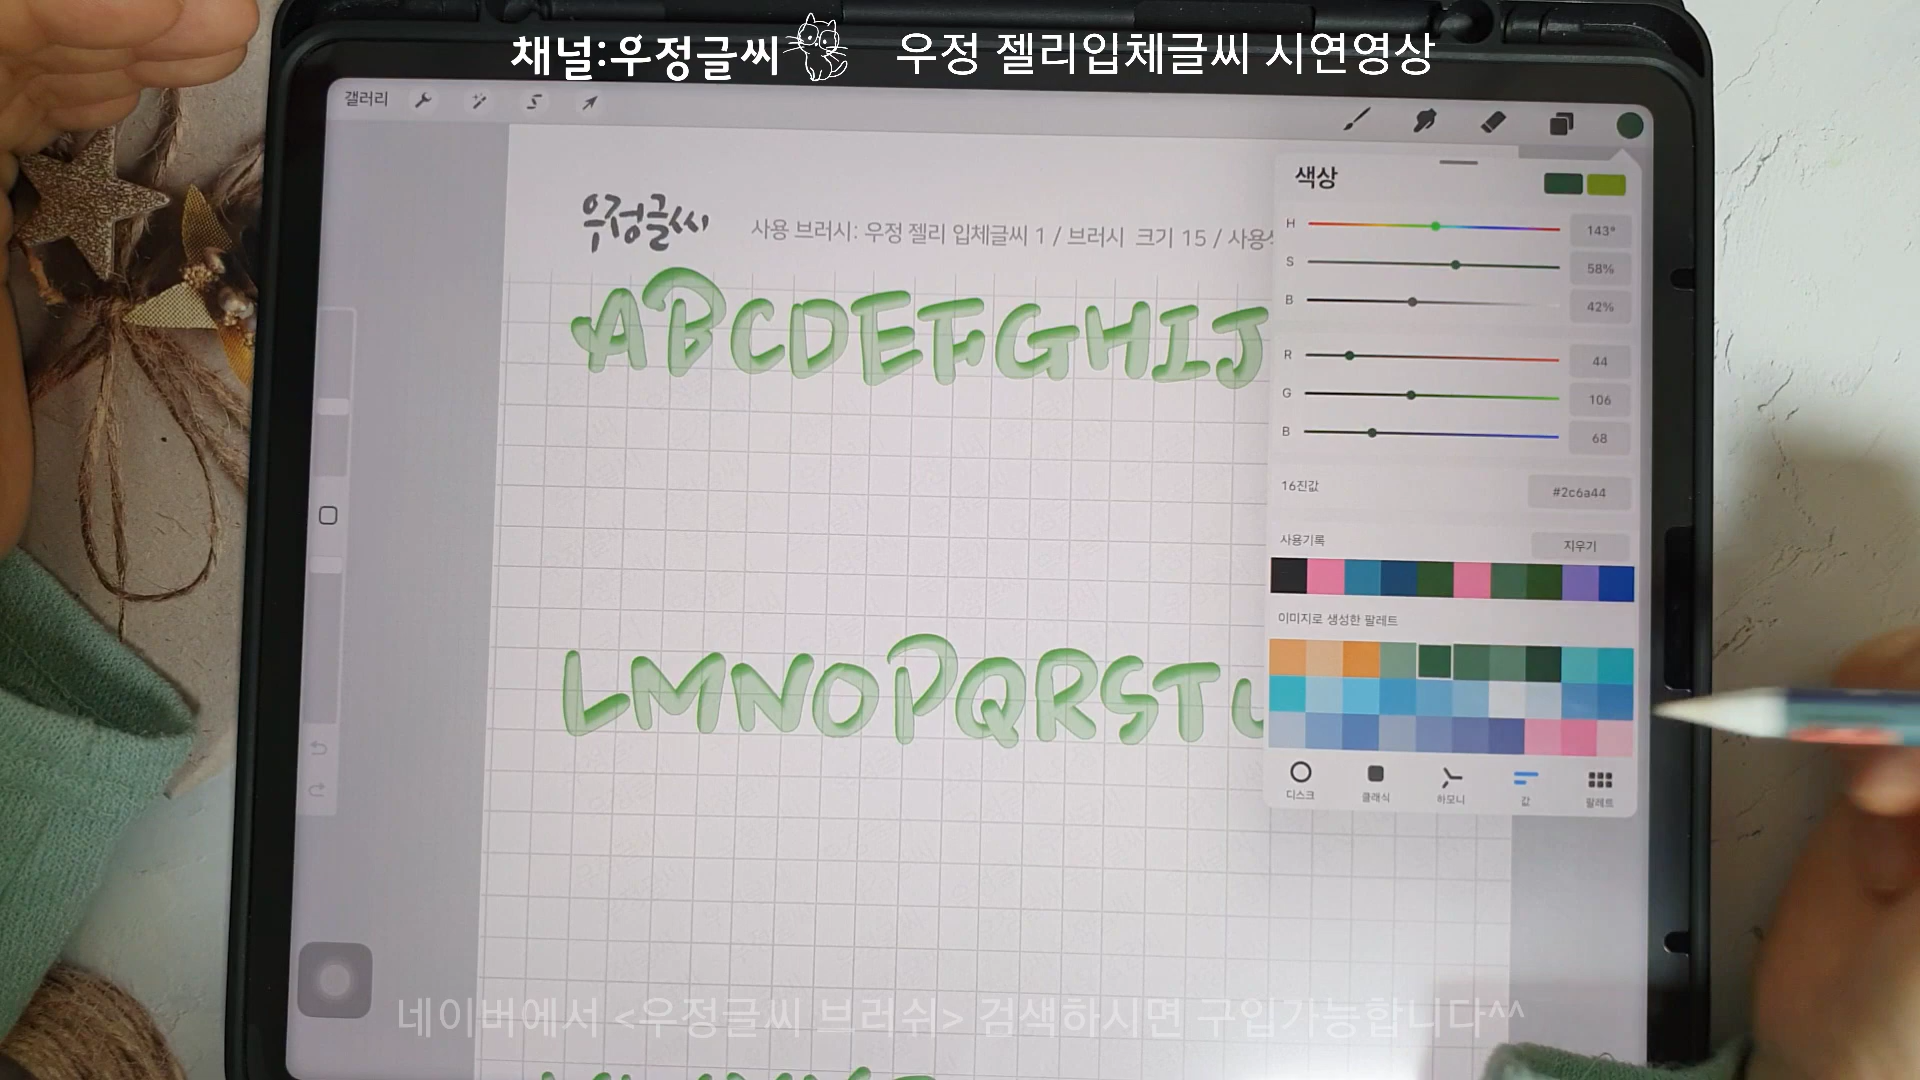 채널:우정글씨 우정 젤리입체글씨 시연영상
갤러리
우정글씨
사용 브러시: 우정 젤리 입체글씨 1 / 브러시 크기 15 /
ABCDEFGHIJ
LMNOPQRST
색상
H 143°
S 58%
B 42%
R 44
G 106
B 68
16진값 #2c6a44
사용기록 지우기
이미지로 생성한 팔레트
디스크 클래식 하모니 값 팔레트
네이버에서 <우정글씨 브러쉬> 검색하시면 구입가능합니다^^